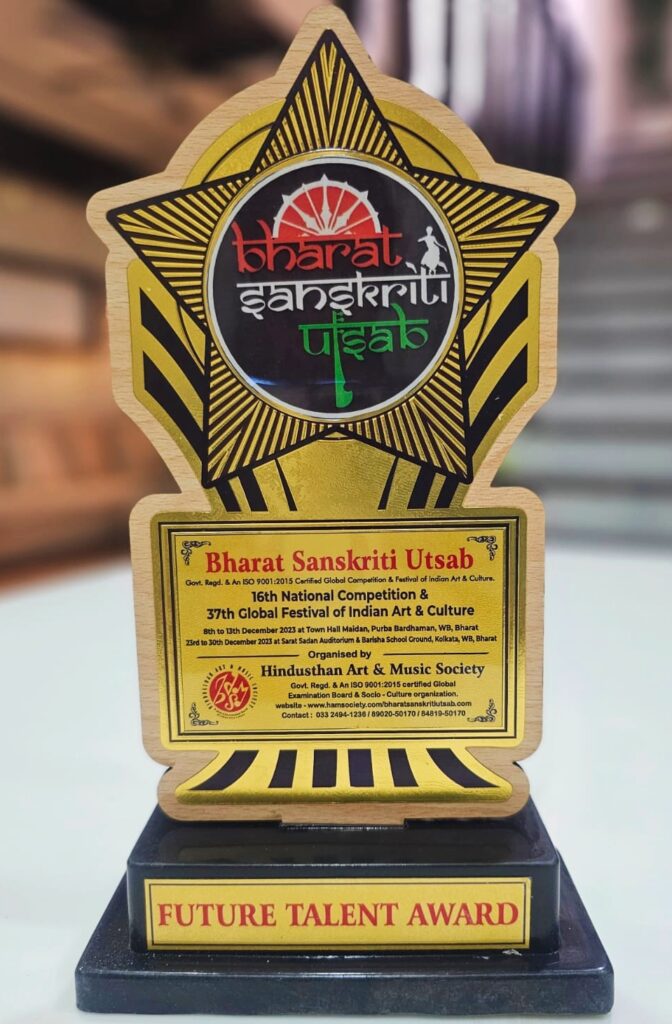 bharat
sanskriti
utsab
Bharat Sanskriti Utsab
Govt. Regd. & An ISO 9001:2015 Certified Global Competition & Festival of Indian Art & Culture.
16th National Competition &
37th Global Festival of Indian Art & Culture
8th to 13th December 2023 at Town Hall Maidan, Purba Bardhaman, WB, Bharat
23rd to 30th December 2023 at Sarat Sadan Auditorium & Barisha School Ground, Kolkata, WB, Bharat
Organised by
HINDUSTHAN ART & MUSIC SOCIETY
Hindusthan Art & Music Society
Govt. Regd. & An ISO 9001:2015 certified Global
Examination Board & Socio - Culture organization.
website - www.hamsociety.com/bharatsanskritiutsab.com
Contact : 033 2494-1236 / 89020-50170 / 84819-50170
FUTURE TALENT AWARD